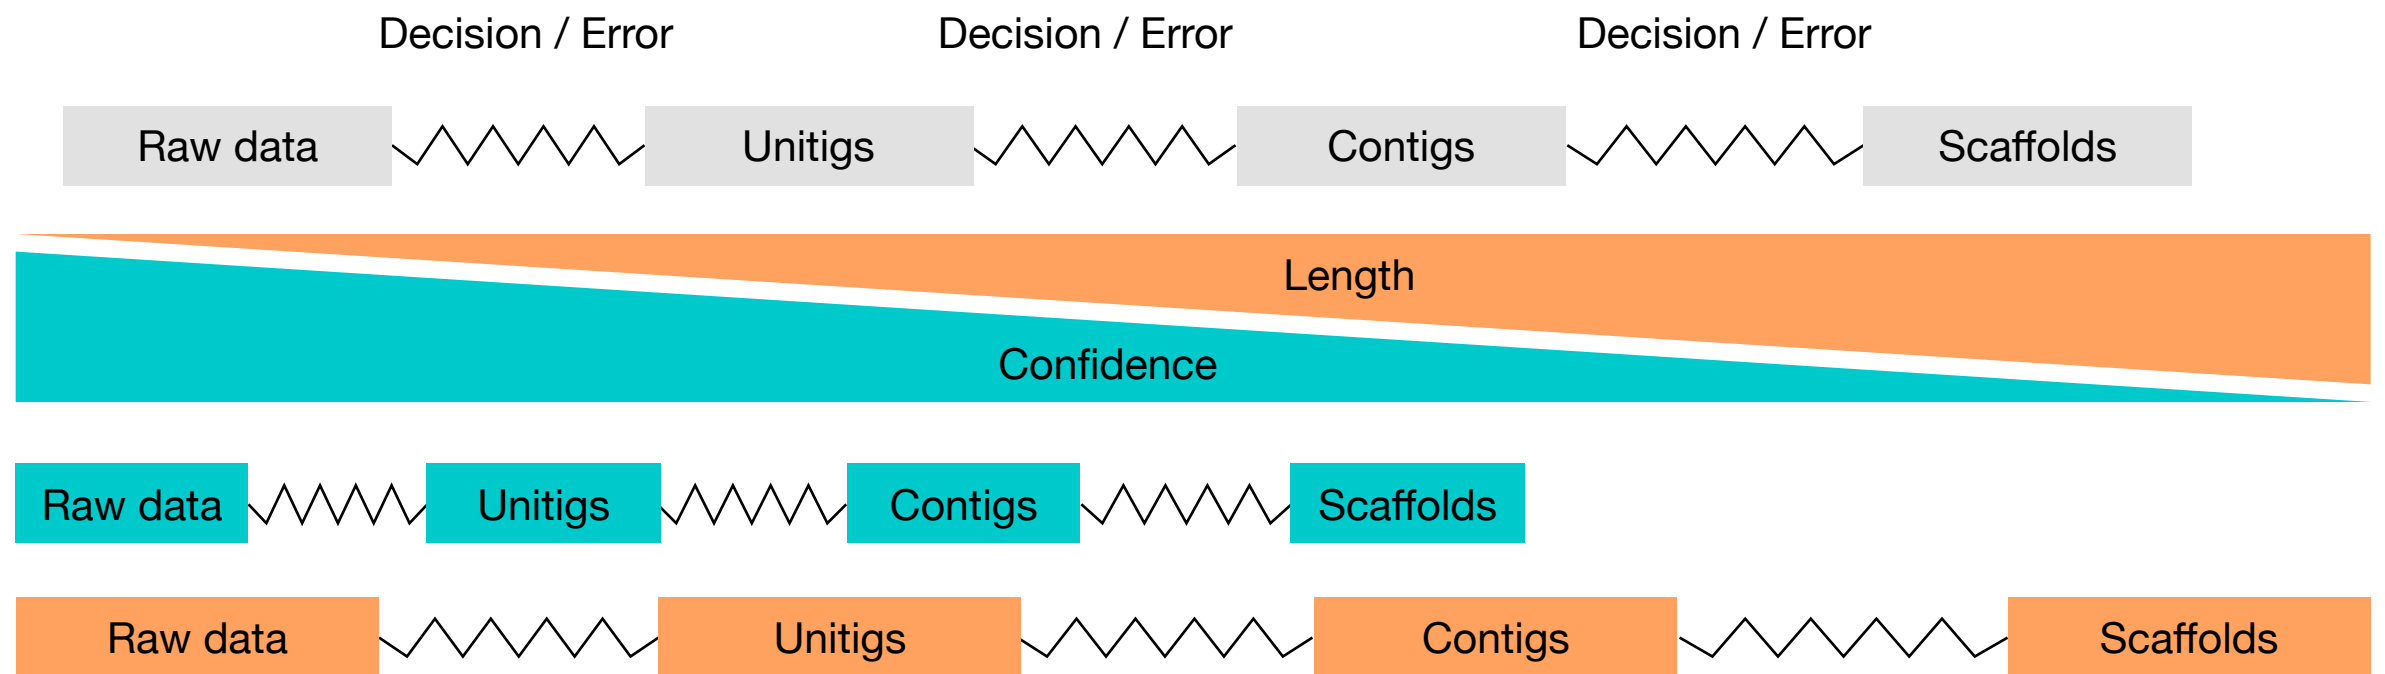 Decision / Error Decision / Error Decision / Error
Raw data Unitigs Contigs Scaffolds
Length
Confidence
Raw data Unitigs Contigs Scaffolds
Raw data Unitigs Contigs Scaffolds